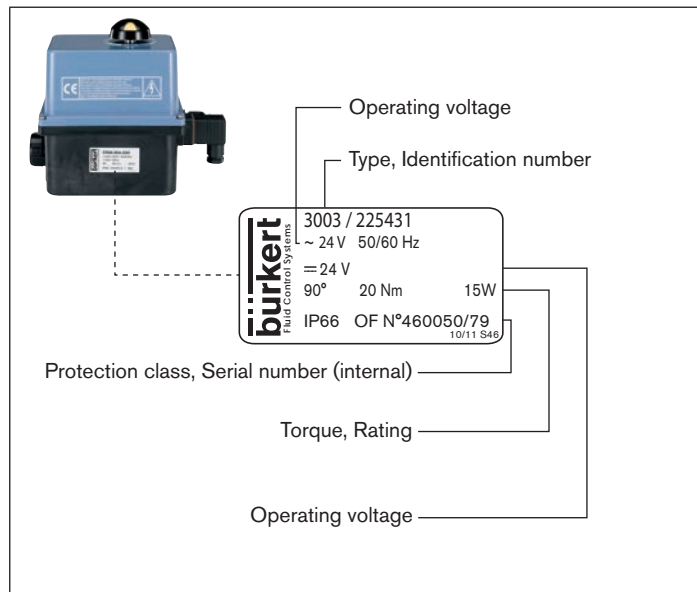 CE
Operating voltage
Type, Identification number
bürkert
Fluid Control Systems
3003 / 225431
~ 24 V 50/60 Hz
⎓ 24 V
90° 20 Nm 15W
IP66 OF N°460050/79
10/11 S46
Protection class, Serial number (internal)
Torque, Rating
Operating voltage